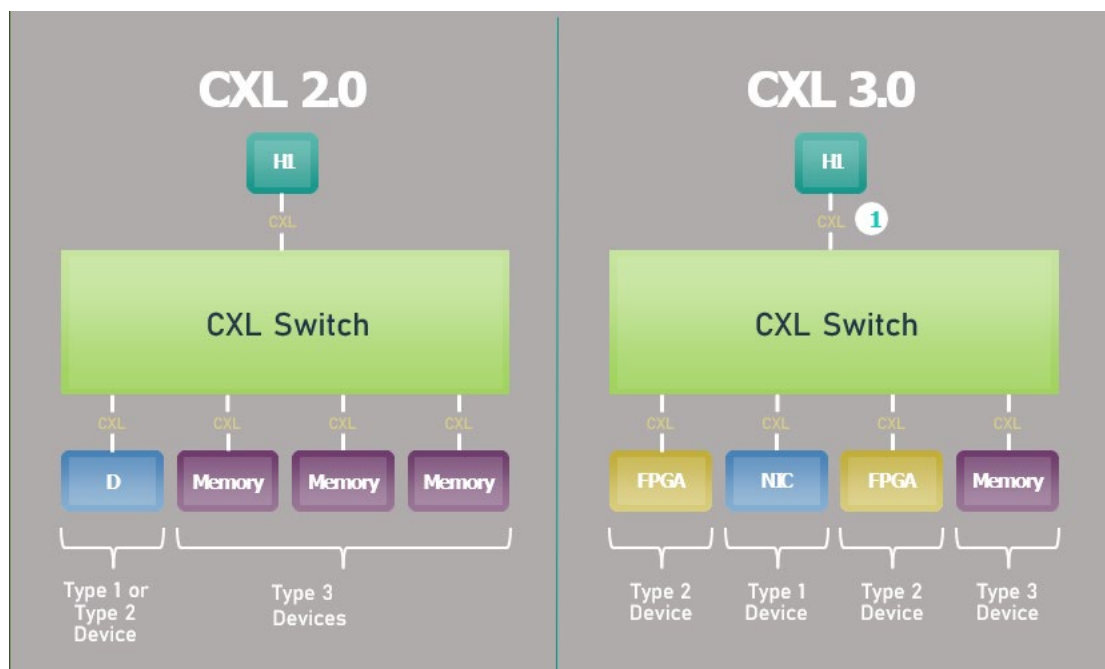 CXL 2.0
H1
CXL
CXL Switch
CXL CXL CXL CXL
D Memory Memory Memory
Type 1 or
Type 2
Device
Type 3
Devices
CXL 3.0
H1
CXL 1
CXL Switch
CXL CXL CXL CXL
FPGA NIC FPGA Memory
Type 2
Device
Type 1
Device
Type 2
Device
Type 3
Device